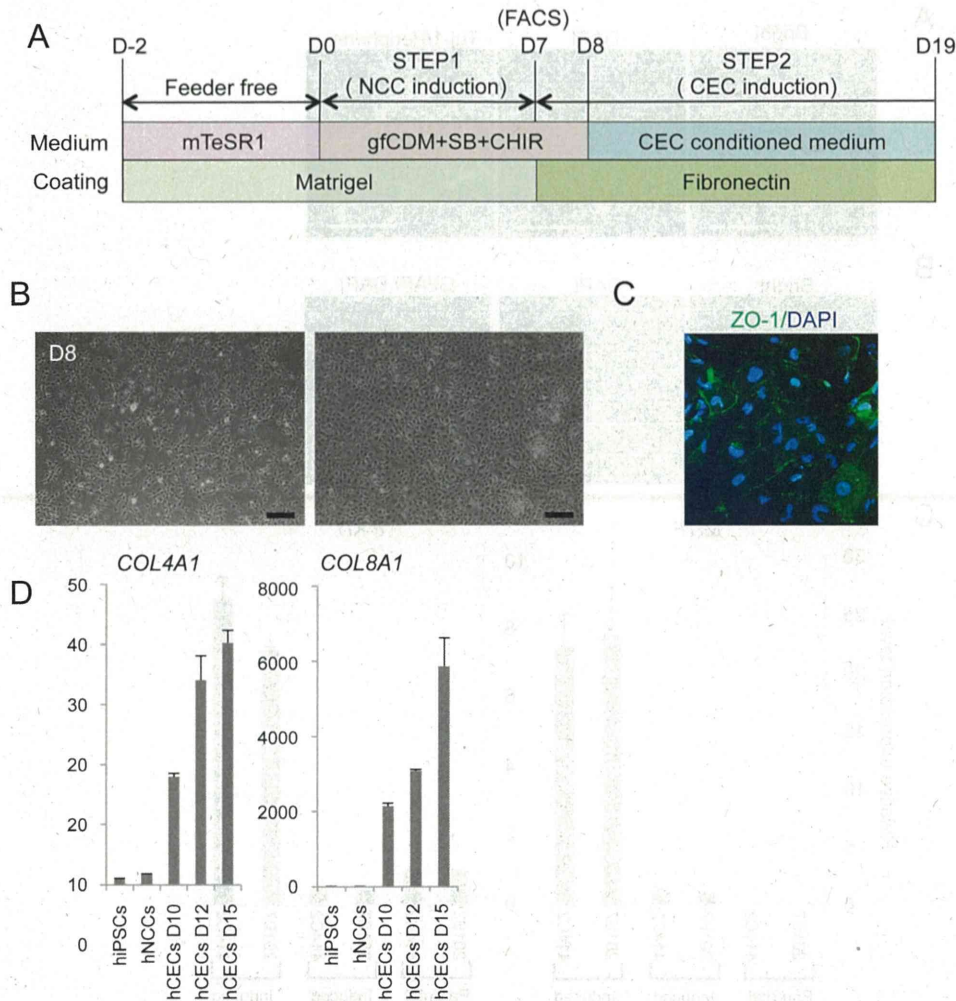 A
(FACS)
D-2 D0 D7 D8 D19
Feeder free
STEP1
( NCC induction)
STEP2
( CEC induction)
Medium mTeSR1 gfCDM+SB+CHIR CEC conditioned medium
Coating Matrigel Fibronectin
B
D8
C
ZO-1/DAPI
D
COL4A1
50
40
30
20
20
10
0
hiPSCs
hNCCs
hCECs D10
hCECs D12
hCECs D15
COL8A1
8000
6000
4000
2000
0
hiPSCs
hNCCs
hCECs D10
hCECs D12
hCECs D15